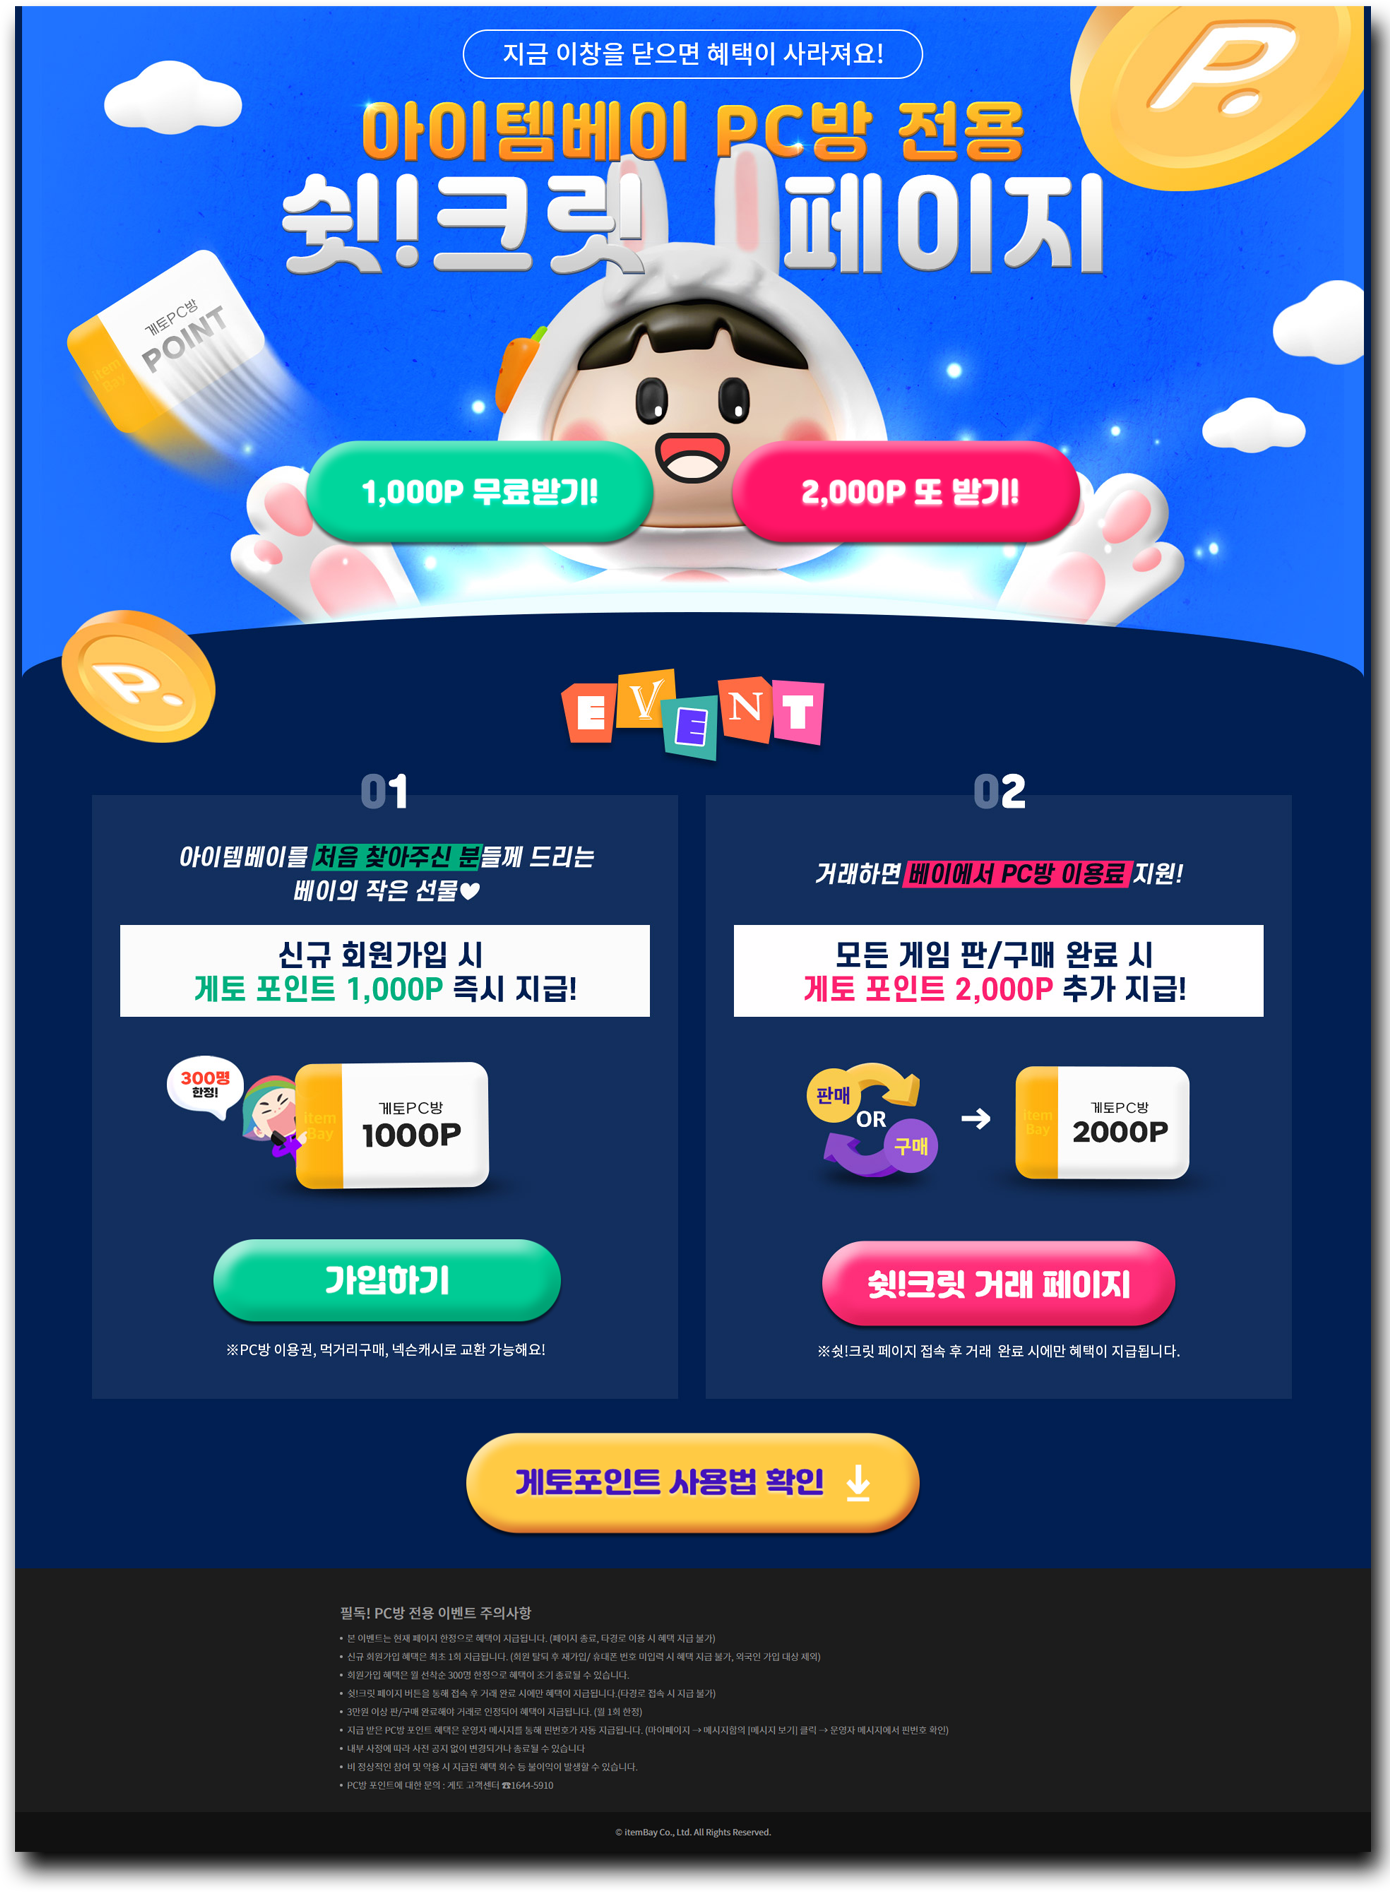 지금 이창을 닫으면 혜택이 사라져요!
아이템베이 PC방 전용
쉿!크릿 페이지
P.
게토PC방
POINT
item
Bay
1,000P 무료받기!
2,000P 또 받기!
P.
EVENT
01
아이템베이를 처음 찾아주신 분들께 드리는
베이의 작은 선물♥
신규 회원가입 시
게토 포인트 1,000P 즉시 지급!
300명
한정!
item
Bay
게토PC방
1000P
가입하기
※PC방 이용권, 먹거리구매, 넥슨캐시로 교환 가능해요!
02
거래하면 베이에서 PC방 이용료 지원!
모든 게임 판/구매 완료 시
게토 포인트 2,000P 추가 지급!
판매
OR
구매
→
item
Bay
게토PC방
2000P
쉿!크릿 거래 페이지
※쉿!크릿 페이지 접속 후 거래 완료 시에만 혜택이 지급됩니다.
게토포인트 사용법 확인
필독! PC방 전용 이벤트 주의사항
• 본 이벤트는 현재 페이지 한정으로 혜택이 지급됩니다. (페이지 종료, 타경로 이용 시 혜택 지급 불가)
• 신규 회원가입 혜택은 최초 1회 지급됩니다. (회원 탈퇴 후 재가입/ 휴대폰 번호 미입력 시 혜택 지급 불가, 외국인 가입 대상 제외)
• 회원가입 혜택은 월 선착순 300명 한정으로 혜택이 조기 종료될 수 있습니다.
• 쉿!크릿 페이지 버튼을 통해 접속 후 거래 완료 시에만 혜택이 지급됩니다.(타경로 접속 시 지급 불가)
• 3만원 이상 판/구매 완료해야 거래로 인정되어 혜택이 지급됩니다. (월 1회 한정)
• 지급 받은 PC방 포인트 혜택은 운영자 메시지를 통해 핀번호가 자동 지급됩니다. (마이페이지 → 메시지함의 [메시지 보기] 클릭 → 운영자 메시지에서 핀번호 확인)
• 내부 사정에 따라 사전 공지 없이 변경되거나 종료될 수 있습니다
• 비 정상적인 참여 및 악용 시 지급된 혜택 회수 등 불이익이 발생할 수 있습니다.
• PC방 포인트에 대한 문의 : 게토 고객센터 ☎1644-5910
© itemBay Co., Ltd. All Rights Reserved.